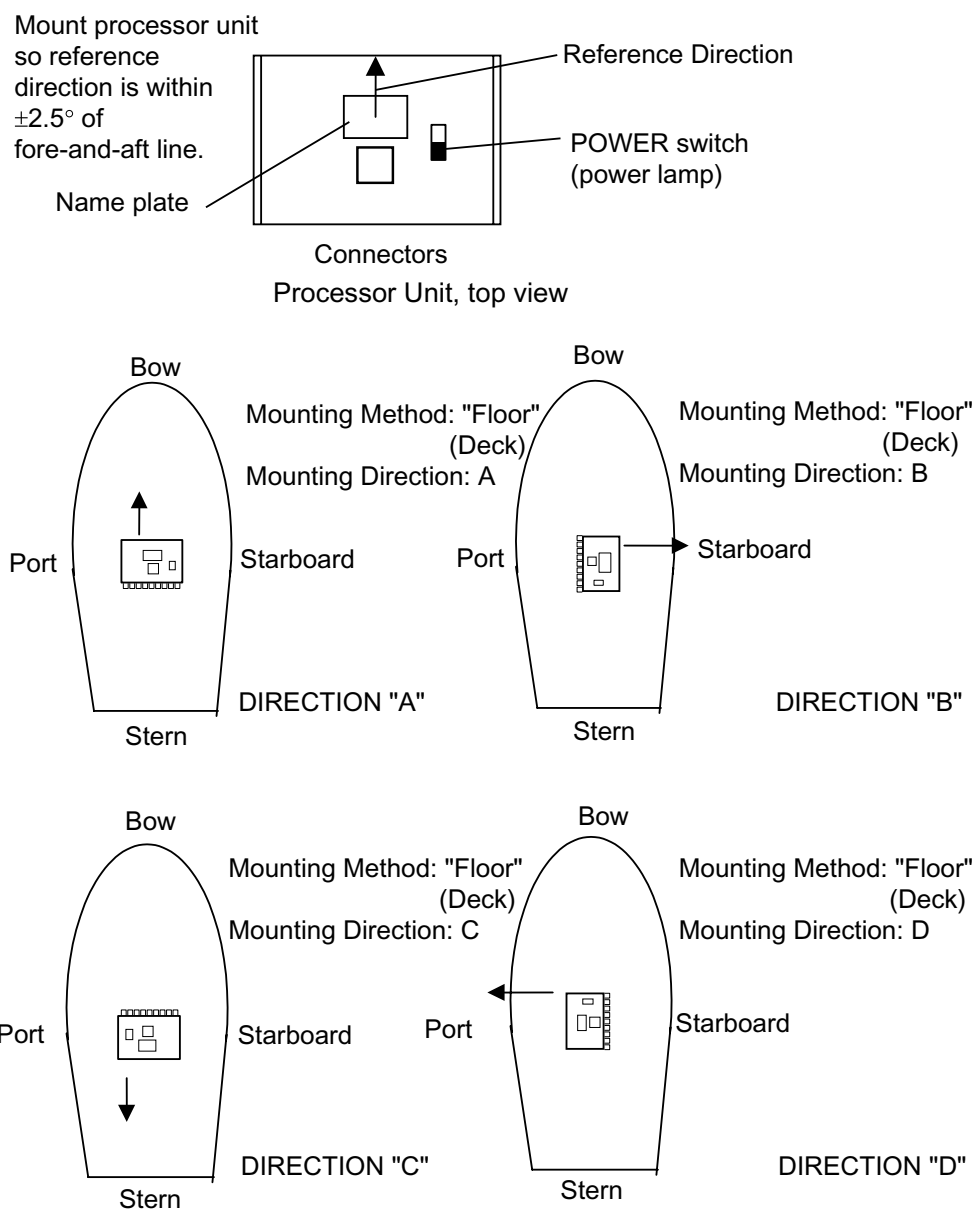 Mount processor unit
so reference
direction is within
±2.5° of
fore-and-aft line.
Reference Direction
POWER switch
(power lamp)
Name plate
Connectors
Processor Unit, top view
Bow
Mounting Method: "Floor"
(Deck)
Mounting Direction: A
Port
Starboard
DIRECTION "A"
Stern
Bow
Mounting Method: "Floor"
(Deck)
Mounting Direction: B
Port
Starboard
DIRECTION "B"
Stern
Bow
Mounting Method: "Floor"
(Deck)
Mounting Direction: C
Port
Starboard
DIRECTION "C"
Stern
Bow
Mounting Method: "Floor"
(Deck)
Mounting Direction: D
Port
Starboard
DIRECTION "D"
Stern